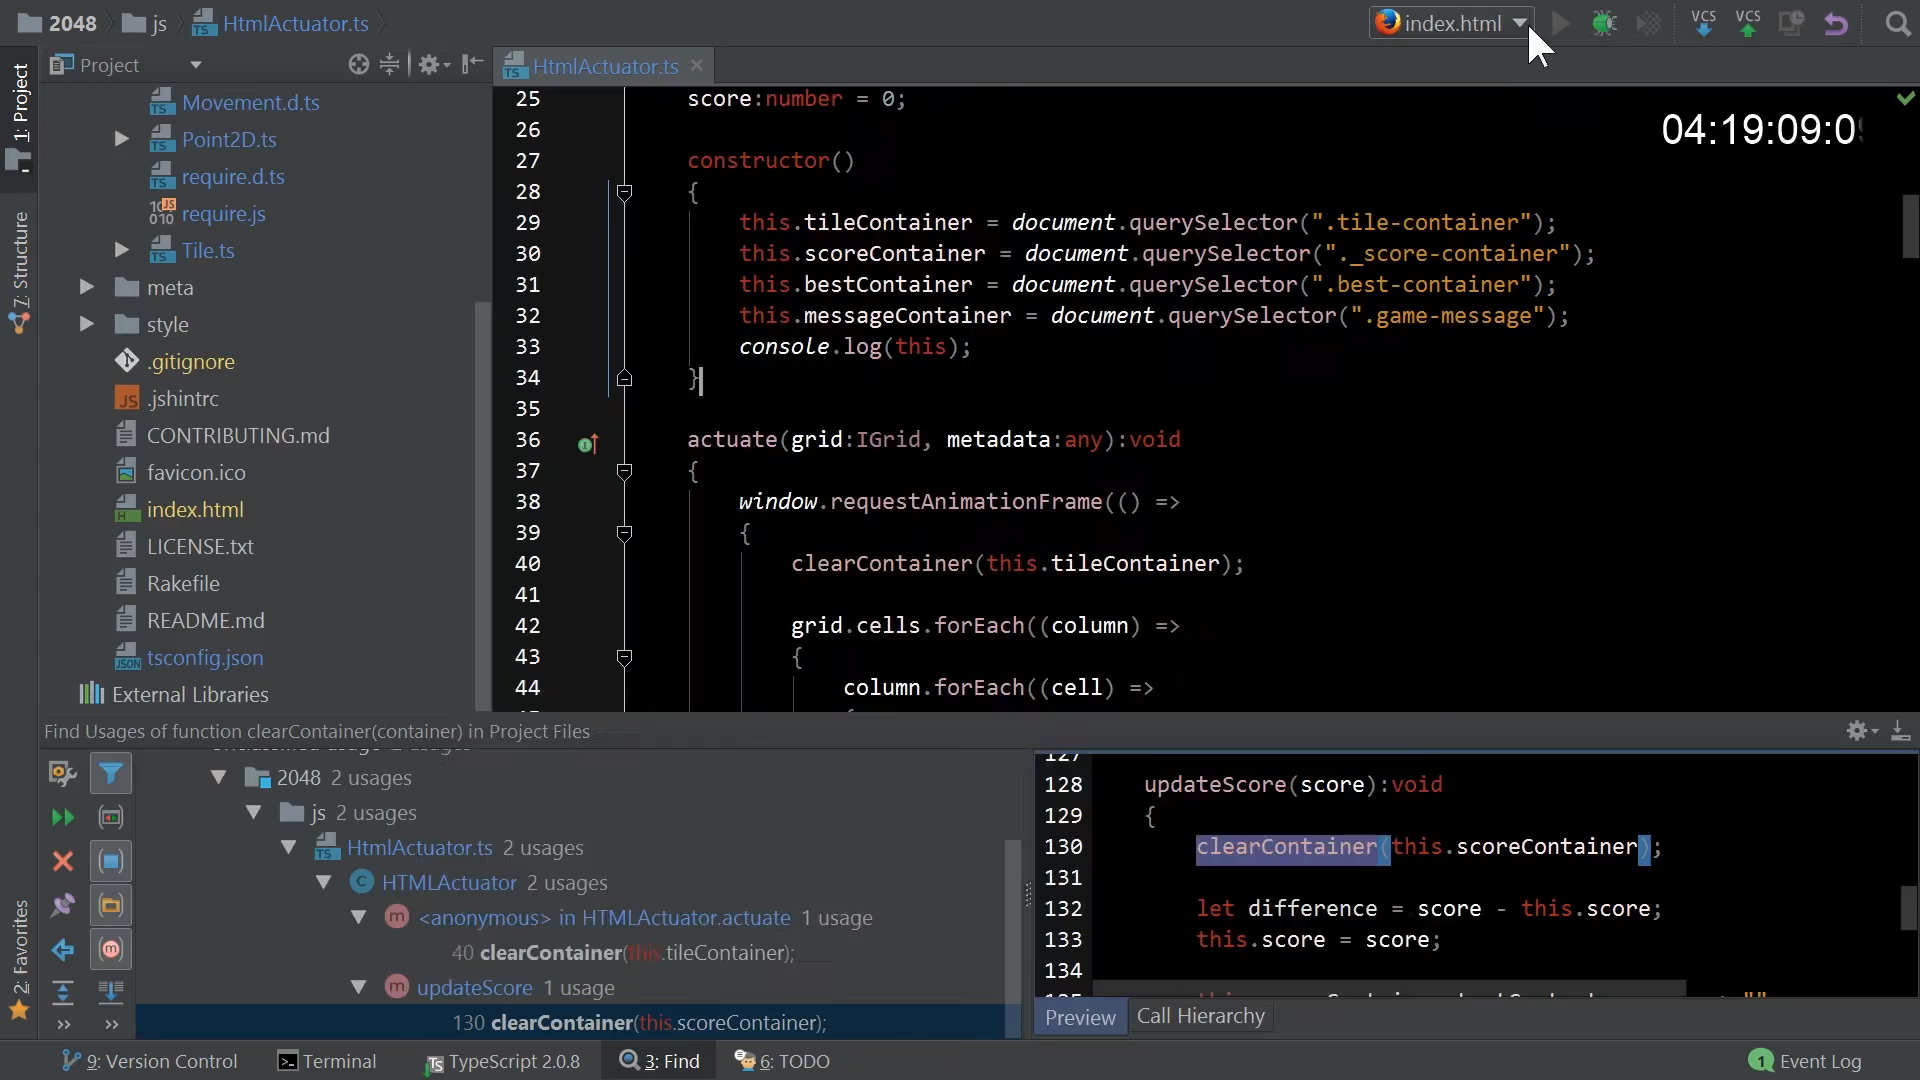 2048 js HtmlActuator.ts
index.html VCS VCS
1: Project
Project
HtmlActuator.ts
Movement.d.ts
Point2D.ts
require.d.ts
require.js
Tile.ts
meta
style
.gitignore
.jshintrc
CONTRIBUTING.md
favicon.ico
index.html
LICENSE.txt
Rakefile
README.md
tsconfig.json
External Libraries
7: Structure
2: Favorites
04:19:09:0
25 score:number = 0;
26
27 constructor()
28 {
29 this.tileContainer = document.querySelector(".tile-container");
30 this.scoreContainer = document.querySelector("._score-container");
31 this.bestContainer = document.querySelector(".best-container");
32 this.messageContainer = document.querySelector(".game-message");
33 console.log(this);
34 }
35
36 actuate(grid:IGrid, metadata:any):void
37 {
38 window.requestAnimationFrame(() =>
39 {
40 clearContainer(this.tileContainer);
41
42 grid.cells.forEach((column) =>
43 {
44 column.forEach((cell) =>
Find Usages of function clearContainer(container) in Project Files
2048 2 usages
js 2 usages
HtmlActuator.ts 2 usages
HTMLActuator 2 usages
<anonymous> in HTMLActuator.actuate 1 usage
40 clearContainer(this.tileContainer);
updateScore 1 usage
130 clearContainer(this.scoreContainer);
127
128 updateScore(score):void
129 {
130 clearContainer(this.scoreContainer);
131
132 let difference = score - this.score;
133 this.score = score;
134
Preview Call Hierarchy
9: Version Control Terminal TypeScript 2.0.8 3: Find 6: TODO 1 Event Log